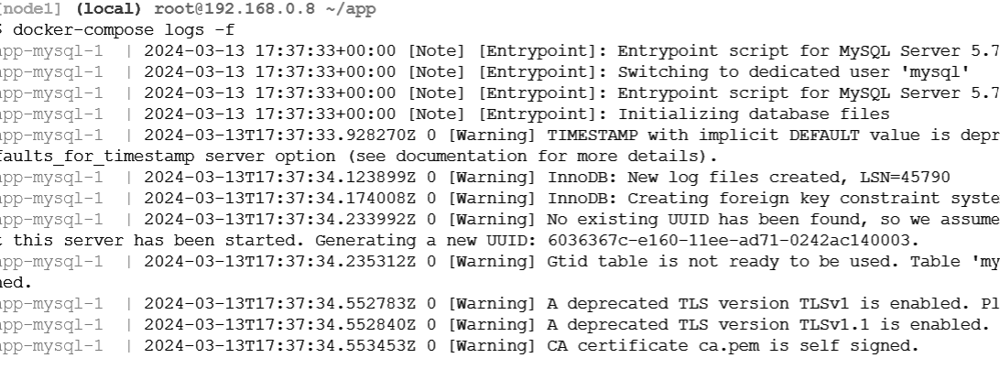 [node1] (local) root@192.168.0.8 ~/app
$ docker-compose logs -f
app-mysql-1  | 2024-03-13 17:37:33+00:00 [Note] [Entrypoint]: Entrypoint script for MySQL Server 5.7
app-mysql-1  | 2024-03-13 17:37:33+00:00 [Note] [Entrypoint]: Switching to dedicated user 'mysql'
app-mysql-1  | 2024-03-13 17:37:33+00:00 [Note] [Entrypoint]: Entrypoint script for MySQL Server 5.7
app-mysql-1  | 2024-03-13 17:37:33+00:00 [Note] [Entrypoint]: Initializing database files
app-mysql-1  | 2024-03-13T17:37:33.928270Z 0 [Warning] TIMESTAMP with implicit DEFAULT value is depr
faults_for_timestamp server option (see documentation for more details).
app-mysql-1  | 2024-03-13T17:37:34.123899Z 0 [Warning] InnoDB: New log files created, LSN=45790
app-mysql-1  | 2024-03-13T17:37:34.174008Z 0 [Warning] InnoDB: Creating foreign key constraint syste
app-mysql-1  | 2024-03-13T17:37:34.233992Z 0 [Warning] No existing UUID has been found, so we assume
t this server has been started. Generating a new UUID: 6036367c-e160-11ee-ad71-0242ac140003.
app-mysql-1  | 2024-03-13T17:37:34.235312Z 0 [Warning] Gtid table is not ready to be used. Table 'my
ned.
app-mysql-1  | 2024-03-13T17:37:34.552783Z 0 [Warning] A deprecated TLS version TLSv1 is enabled. Pl
app-mysql-1  | 2024-03-13T17:37:34.552840Z 0 [Warning] A deprecated TLS version TLSv1.1 is enabled.
app-mysql-1  | 2024-03-13T17:37:34.553453Z 0 [Warning] CA certificate ca.pem is self signed.